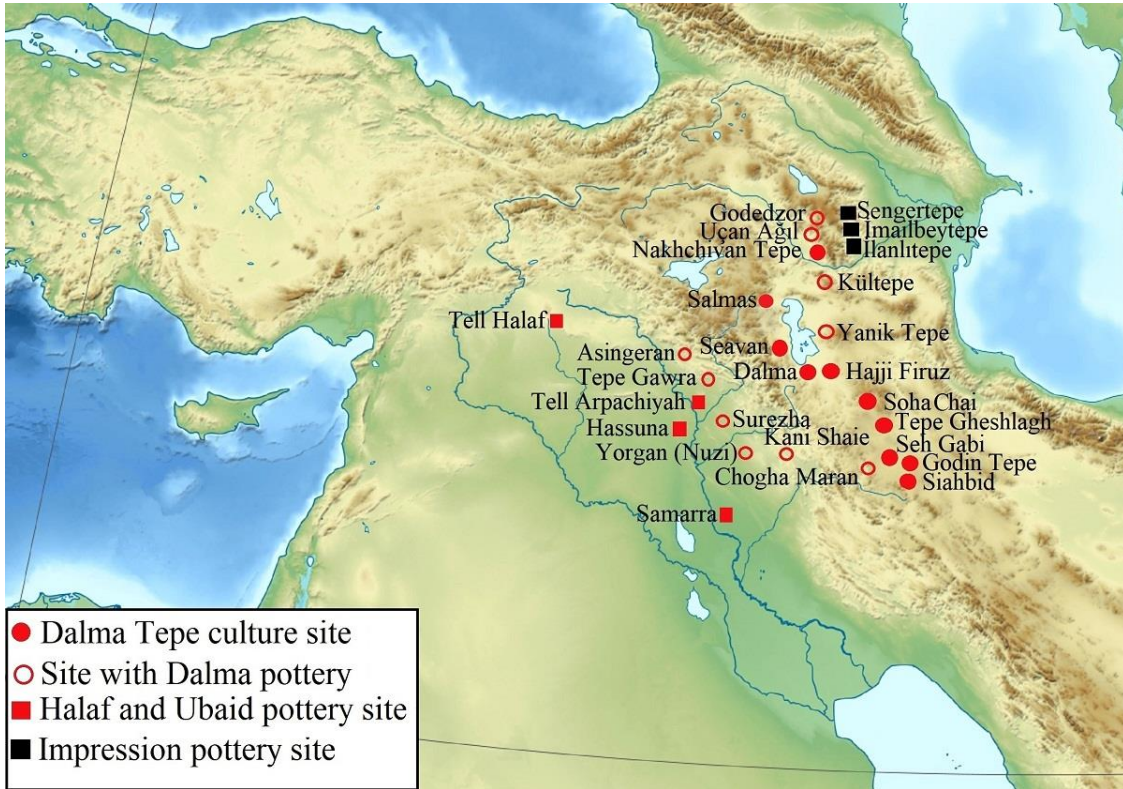 Godedzor
Sengertepe
Uçan Ağıl
Imailbeytepe
Nakhchivan Tepe
Ilanlıtepe
Kültepe
Salmas
Tell Halaf
Yanik Tepe
Seavan
Asingeran
Dalma
Hajji Firuz
Tepe Gawra
Tell Arpachiyah
Soha Chai
Surezha
Tepe Gheshlagh
Hassuna
Kani Shaie
Seh Gabi
Yorgan (Nuzi)
Godin Tepe
Chogha Maran
Siahbid
Samarra
Dalma Tepe culture site
Site with Dalma pottery
Halaf and Ubaid pottery site
Impression pottery site